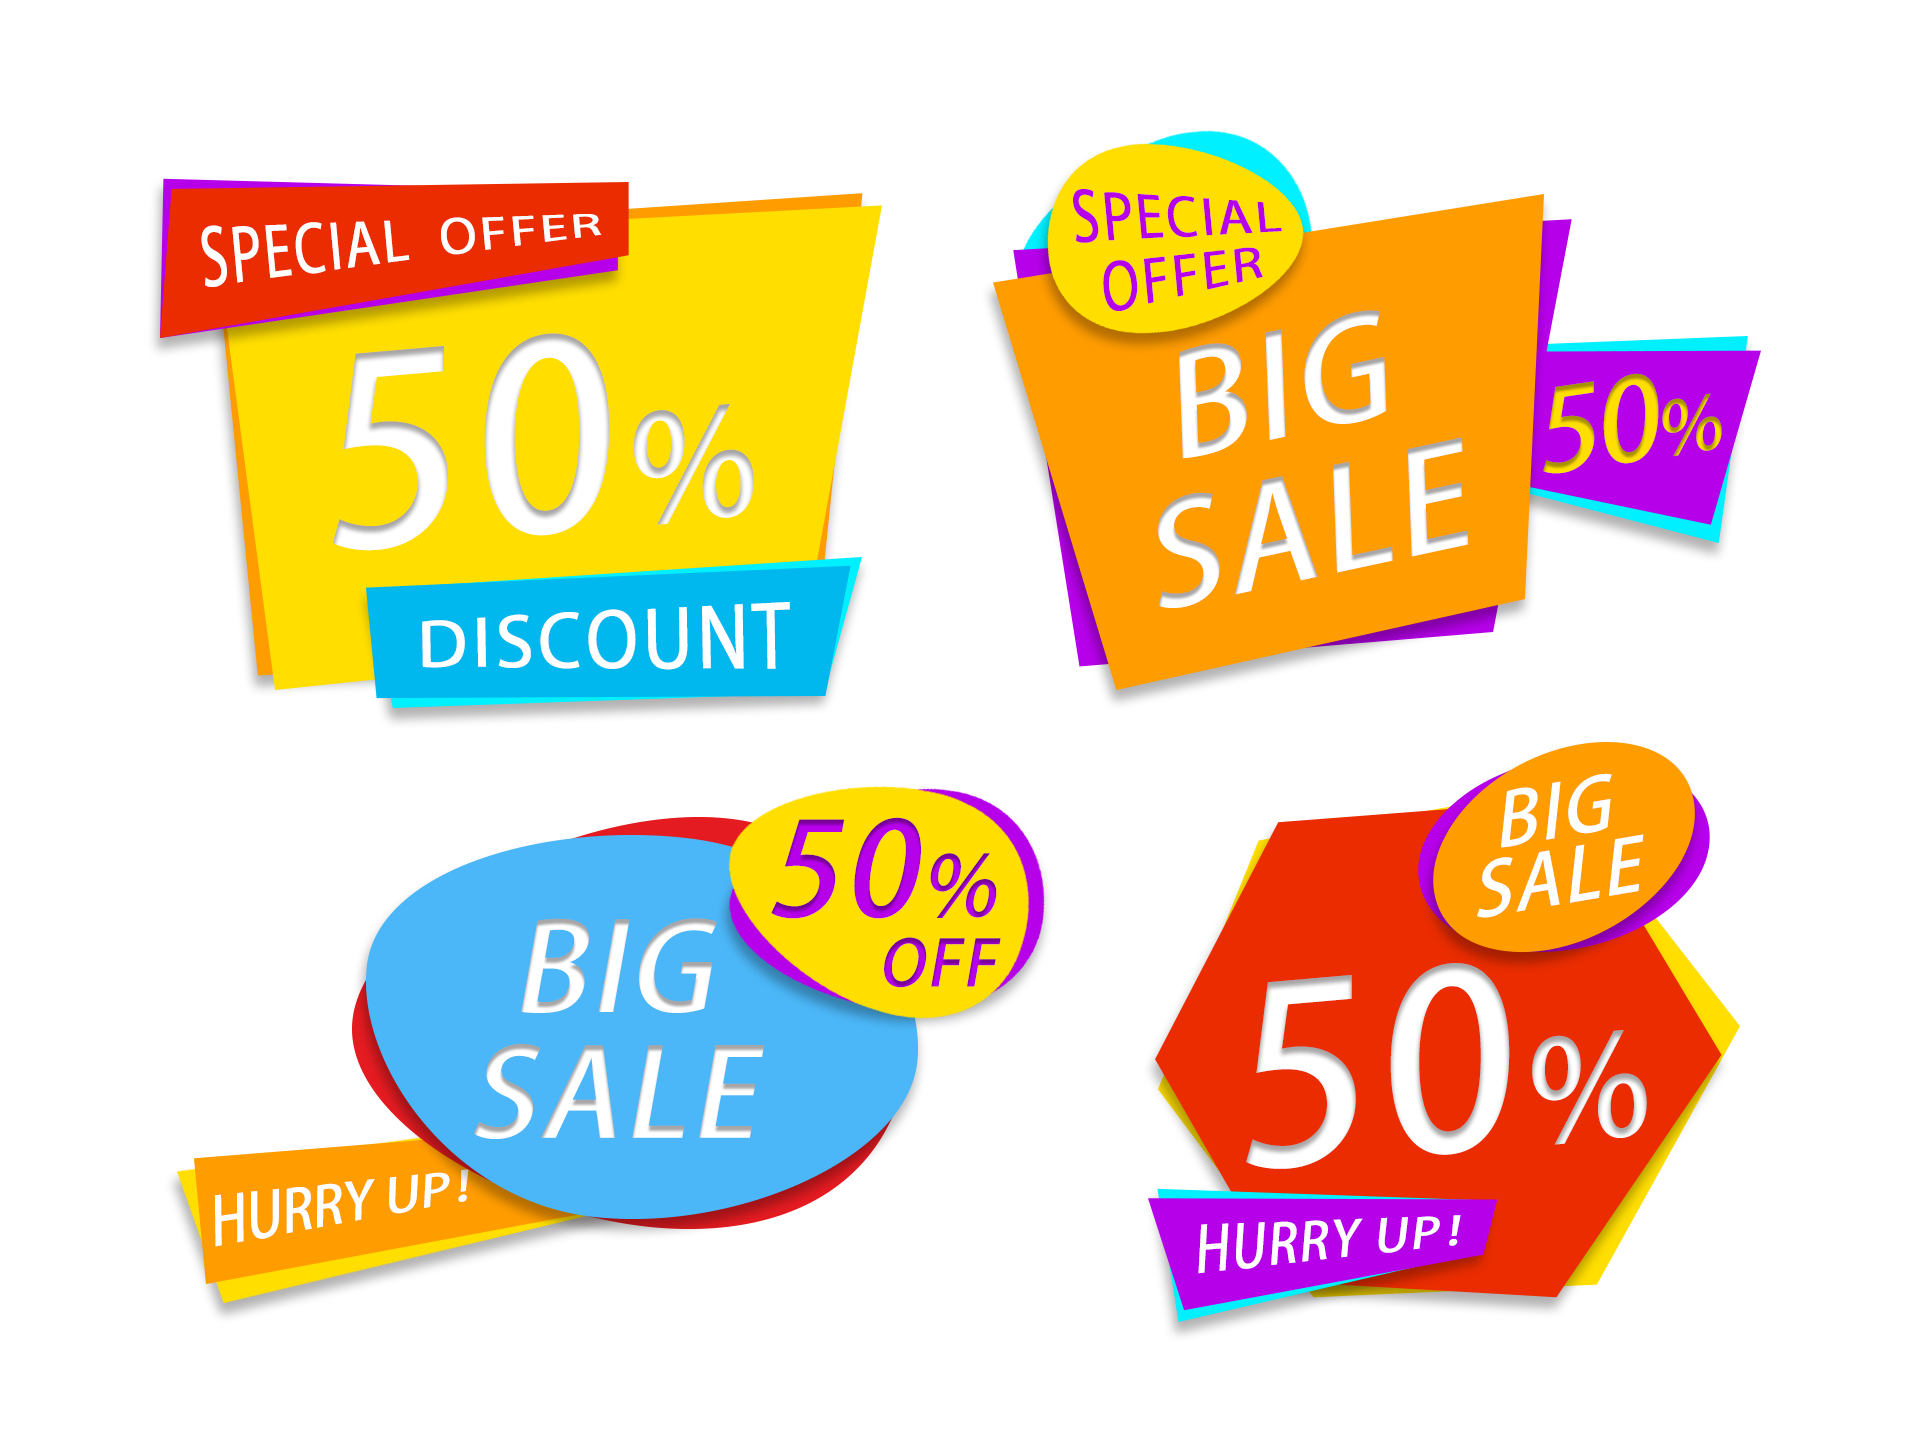 SPECIAL OFFER
50%
DISCOUNT
SPECIAL
OFFER
BIG
SALE
50%
50%
OFF
BIG
SALE
HURRY UP!
BIG
SALE
50%
HURRY UP!